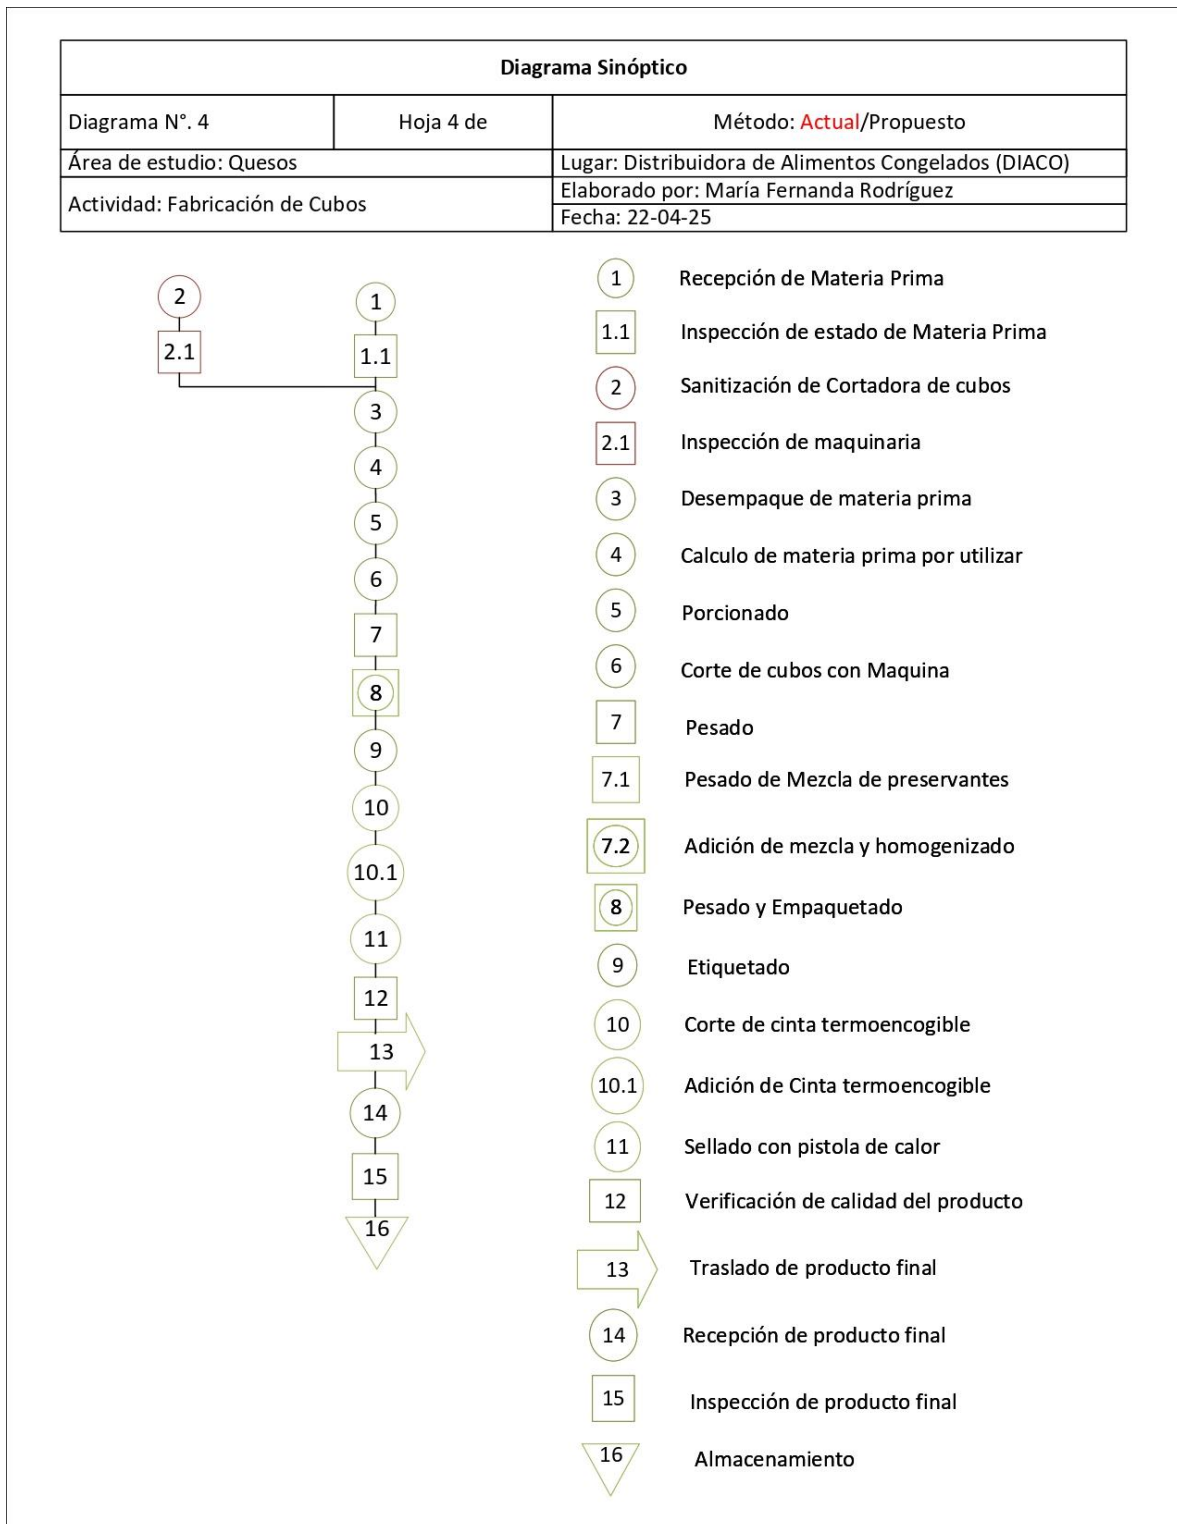 Diagrama Sinóptico
Diagrama N°. 4
Hoja 4 de
Método: Actual/Propuesto
Área de estudio: Quesos
Lugar: Distribuidora de Alimentos Congelados (DIACO)
Actividad: Fabricación de Cubos
Elaborado por: María Fernanda Rodríguez
Fecha: 22-04-25
2
2.1
1
1.1
3
4
5
6
7
8
9
10
10.1
11
12
13
14
15
16
1 Recepción de Materia Prima
1.1 Inspección de estado de Materia Prima
2 Sanitización de Cortadora de cubos
2.1 Inspección de maquinaria
3 Desempaque de materia prima
4 Calculo de materia prima por utilizar
5 Porcionado
6 Corte de cubos con Maquina
7 Pesado
7.1 Pesado de Mezcla de preservantes
7.2 Adición de mezcla y homogenizado
8 Pesado y Empaquetado
9 Etiquetado
10 Corte de cinta termoencogible
10.1 Adición de Cinta termoencogible
11 Sellado con pistola de calor
12 Verificación de calidad del producto
13 Traslado de producto final
14 Recepción de producto final
15 Inspección de producto final
16 Almacenamiento